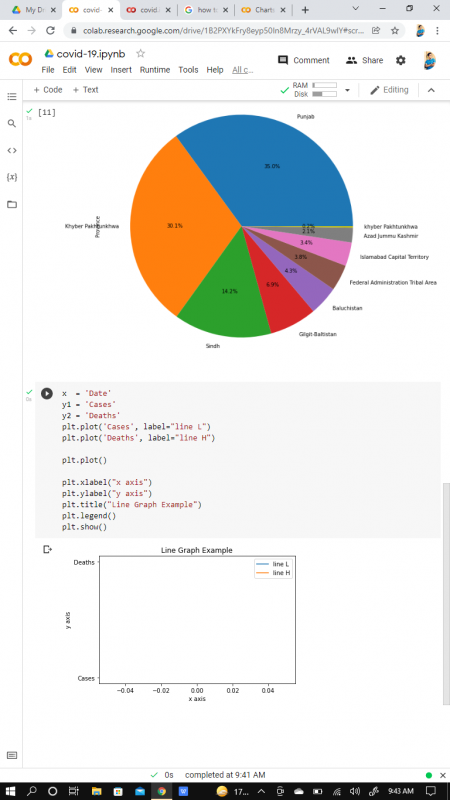 My Dr
covid-
covid-
how to
Charts
colab.research.google.com/drive/1B2PXYkFry8eyp50In8Mrzy_4rVAL9wIY#scr...
covid-19.ipynb
File Edit View Insert Runtime Tools Help All c...
Comment
Share
+ Code + Text
RAM
Disk
Editing
[11]
1s
Punjab
35.0%
30.1%
Khyber Pakhtunkhwa
Province
khyber Pakhtunkhwa
2.1%
Azad Jummu Kashmir
3.4%
Islamabad Capital Territory
3.8%
Federal Administration Tribal Area
4.3%
Baluchistan
6.9%
14.2%
Gilgit-Baltistan
Sindh
{x}
0s
x = 'Date'
y1 = 'Cases'
y2 = 'Deaths'
plt.plot('Cases', label="line L")
plt.plot('Deaths', label="line H")
plt.plot()
plt.xlabel("x axis")
plt.ylabel("y axis")
plt.title("Line Graph Example")
plt.legend()
plt.show()
Line Graph Example
Deaths
line L
line H
y axis
Cases
−0.04 −0.02 0.00 0.02 0.04
x axis
0s completed at 9:41 AM
17...
9:43 AM